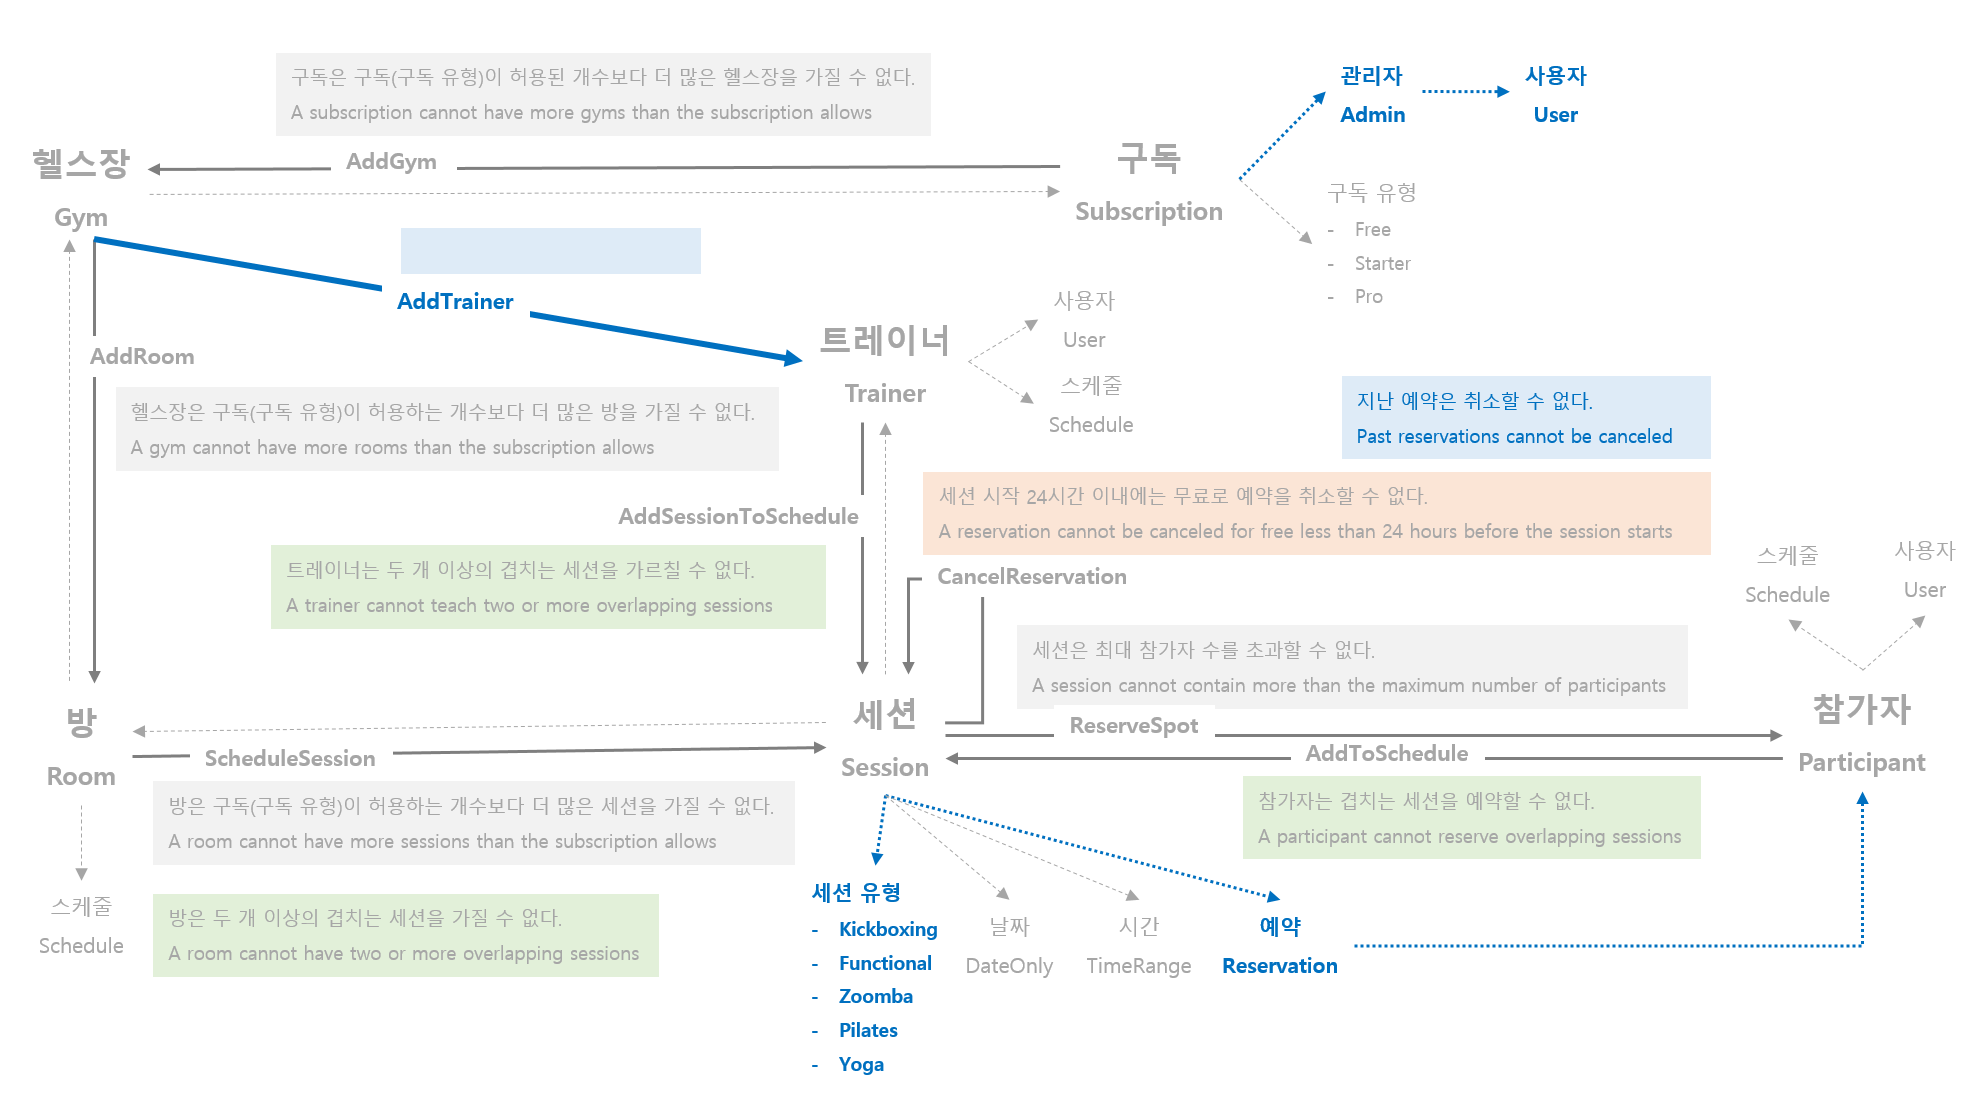 구독은 구독(구독 유형)이 허용된 개수보다 더 많은 헬스장을 가질 수 없다.
A subscription cannot have more gyms than the subscription allows
관리자
Admin
사용자
User
헬스장
Gym
AddGym
구독
Subscription
구독 유형
- Free
- Starter
- Pro
AddTrainer
트레이너
Trainer
사용자
User
스케줄
Schedule
AddRoom
헬스장은 구독(구독 유형)이 허용하는 개수보다 더 많은 방을 가질 수 없다.
A gym cannot have more rooms than the subscription allows
지난 예약은 취소할 수 없다.
Past reservations cannot be canceled
세션 시작 24시간 이내에는 무료로 예약을 취소할 수 없다.
A reservation cannot be canceled for free less than 24 hours before the session starts
AddSessionToSchedule
CancelReservation
트레이너는 두 개 이상의 겹치는 세션을 가르칠 수 없다.
A trainer cannot teach two or more overlapping sessions
스케줄
Schedule
사용자
User
세션은 최대 참가자 수를 초과할 수 없다.
A session cannot contain more than the maximum number of participants
방
Room
ScheduleSession
세션
Session
ReserveSpot
AddToSchedule
참가자
Participant
방은 구독(구독 유형)이 허용하는 개수보다 더 많은 세션을 가질 수 없다.
A room cannot have more sessions than the subscription allows
참가자는 겹치는 세션을 예약할 수 없다.
A participant cannot reserve overlapping sessions
스케줄
Schedule
방은 두 개 이상의 겹치는 세션을 가질 수 없다.
A room cannot have two or more overlapping sessions
세션 유형
- Kickboxing
- Functional
- Zoomba
- Pilates
- Yoga
날짜
DateOnly
시간
TimeRange
예약
Reservation